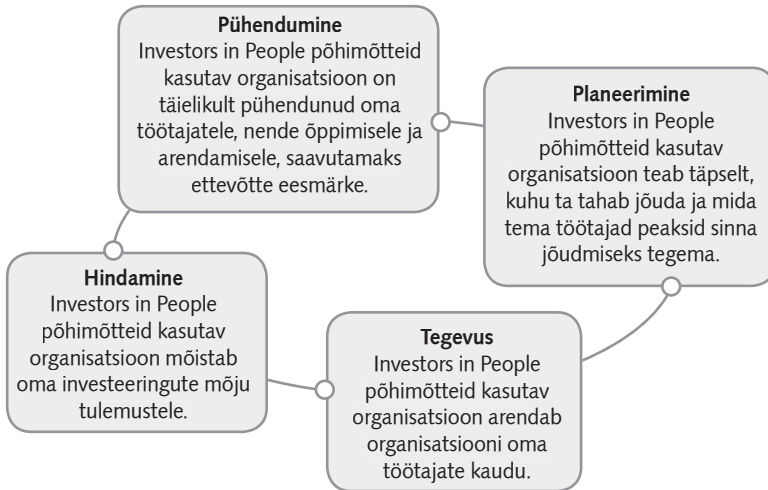 Pühendumine
Investors in People põhimõtteid
kasutav organisatsioon on
täielikult pühendunud oma
töötajatele, nende õppimisele ja
arendamisele, saavutamaks
ettevõtte eesmärke.
Planeerimine
Investors in People
põhimõtteid kasutav
organisatsioon teab täpselt,
kuhu ta tahab jõuda ja mida
tema töötajad peaksid sinna
jõudmiseks tegema.
Tegevus
Investors in People
põhimõtteid kasutav
organisatsioon arendab
organisatsiooni oma
töötajate kaudu.
Hindamine
Investors in People
põhimõtteid kasutav
organisatsioon mõistab
oma investeeringute mõju
tulemustele.